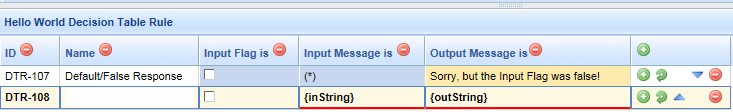 Hello World Decision Table Rule
ID Name Input Flag is Input Message is Output Message is
DTR-107 Default/False Response (*) Sorry, but the Input Flag was false!
DTR-108 {inString} {outString}